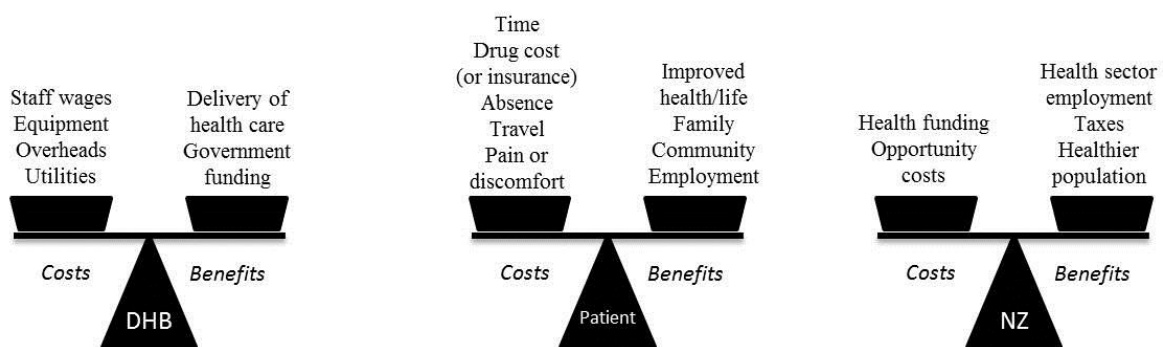 Staff wages
Equipment
Overheads
Utilities
Delivery of
health care
Government
funding
Costs
Benefits
DHB
Time
Drug cost
(or insurance)
Absence
Travel
Pain or
discomfort
Improved
health/life
Family
Community
Employment
Costs
Benefits
Patient
Health funding
Opportunity
costs
Health sector
employment
Taxes
Healthier
population
Costs
Benefits
NZ